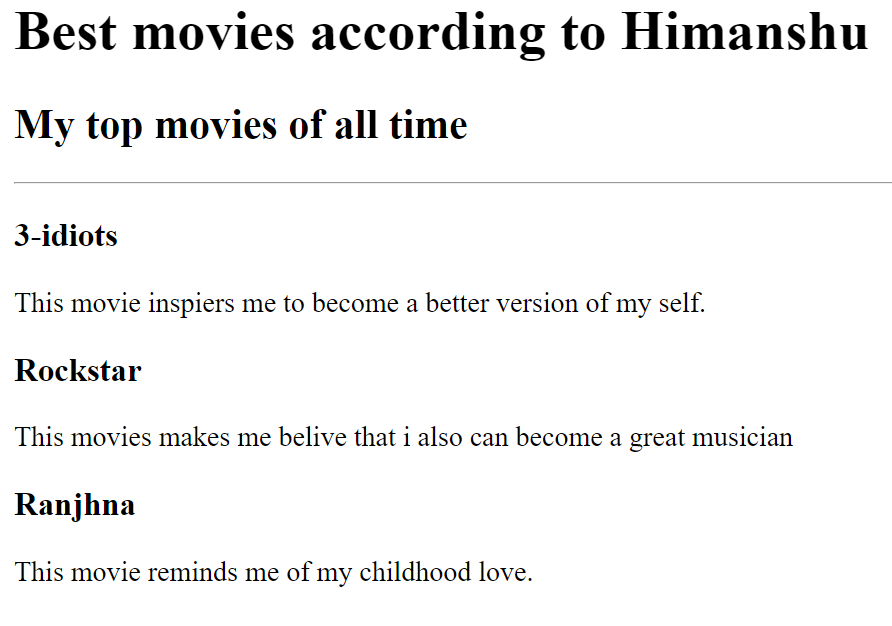 Best movies according to Himanshu
My top movies of all time
3-idiots
This movie inspiers me to become a better version of my self.
Rockstar
This movies makes me belive that i also can become a great musician
Ranjhna
This movie reminds me of my childhood love.